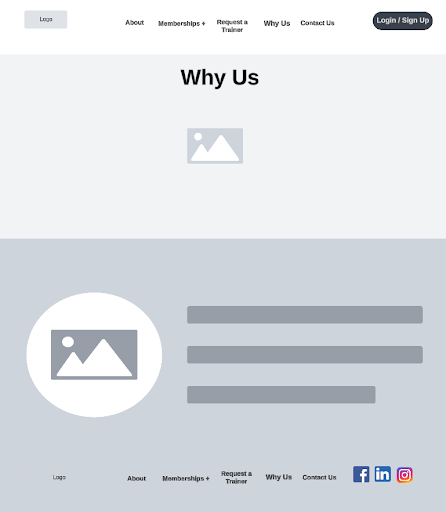 Logo
About
Memberships +
Request a
Trainer
Why Us
Contact Us
Login / Sign Up
Why Us
Logo
About
Memberships +
Request a
Trainer
Why Us
Contact Us
f
in